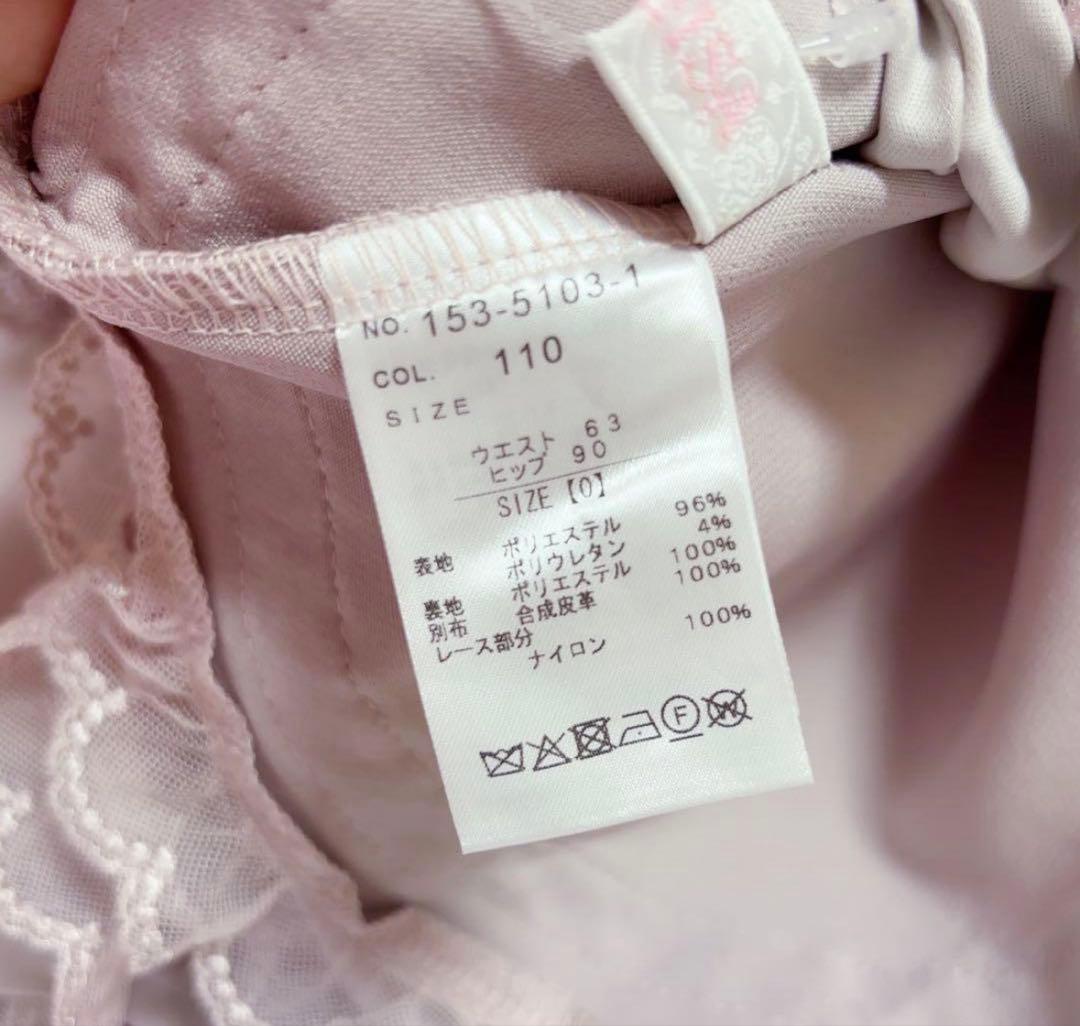 NO. 153-5103-1
COL. 110
SIZE
ウエスト 63
ヒップ 90
SIZE【0】
表地 ポリエステル 96%
ポリウレタン 4%
裏地 ポリエステル 100%
別布 合成皮革 100%
レース部分
ナイロン 100%
F W